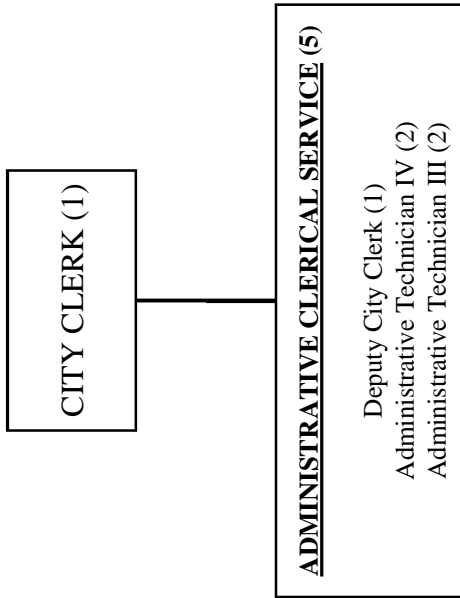 CITY CLERK (1)
ADMINISTRATIVE CLERICAL SERVICE (5)
Deputy City Clerk (1)
Administrative Technician IV (2)
Administrative Technician III (2)